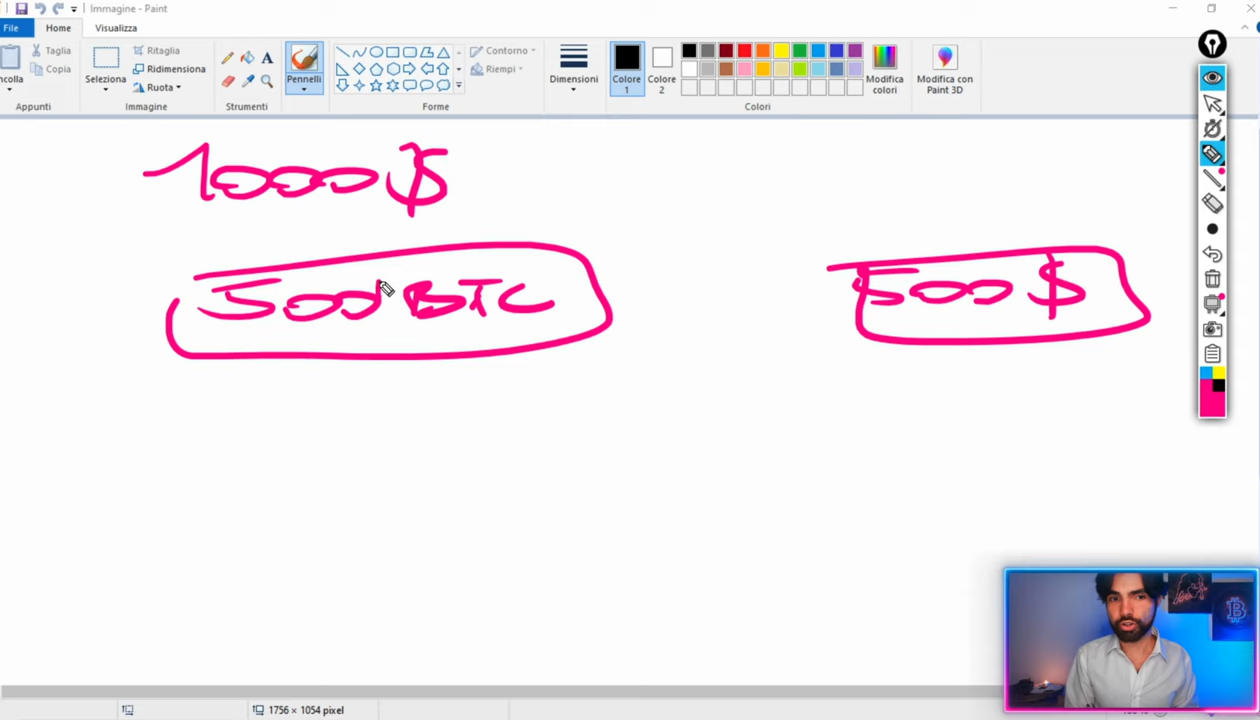 Immagine - Paint
File Home Visualizza
Taglia
Copia
Appunti
Seleziona
Ritaglia
Ridimensiona
Ruota
Immagine
Strumenti
Pennelli
Forme
Contorno
Riempi
Dimensioni
Colore 1
Colore 2
Modifica colori
Colori
Modifica con Paint 3D
1000 $
500 BTC
500 $
1756 × 1054 pixel